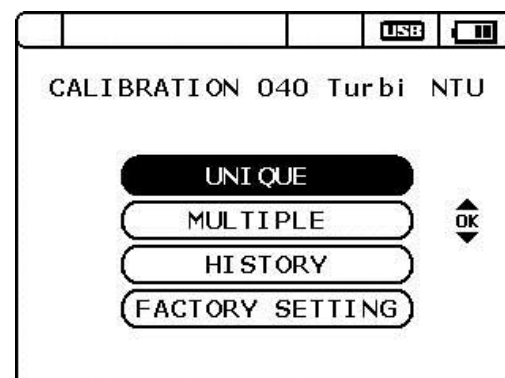 USB
CALIBRATION 040 Turbi NTU
UNIQUE
MULTIPLE
OK
HISTORY
FACTORY SETTING